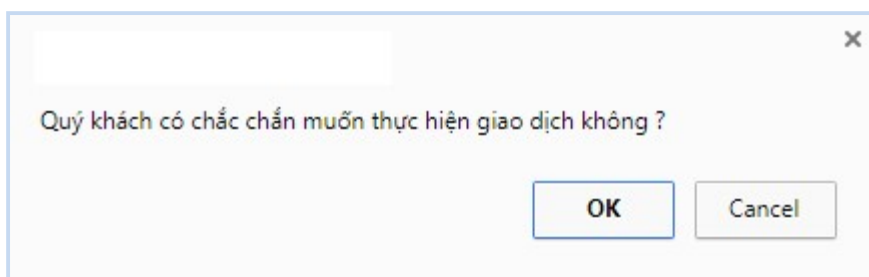 Quý khách có chắc chắn muốn thực hiện giao dịch không ?
OK Cancel